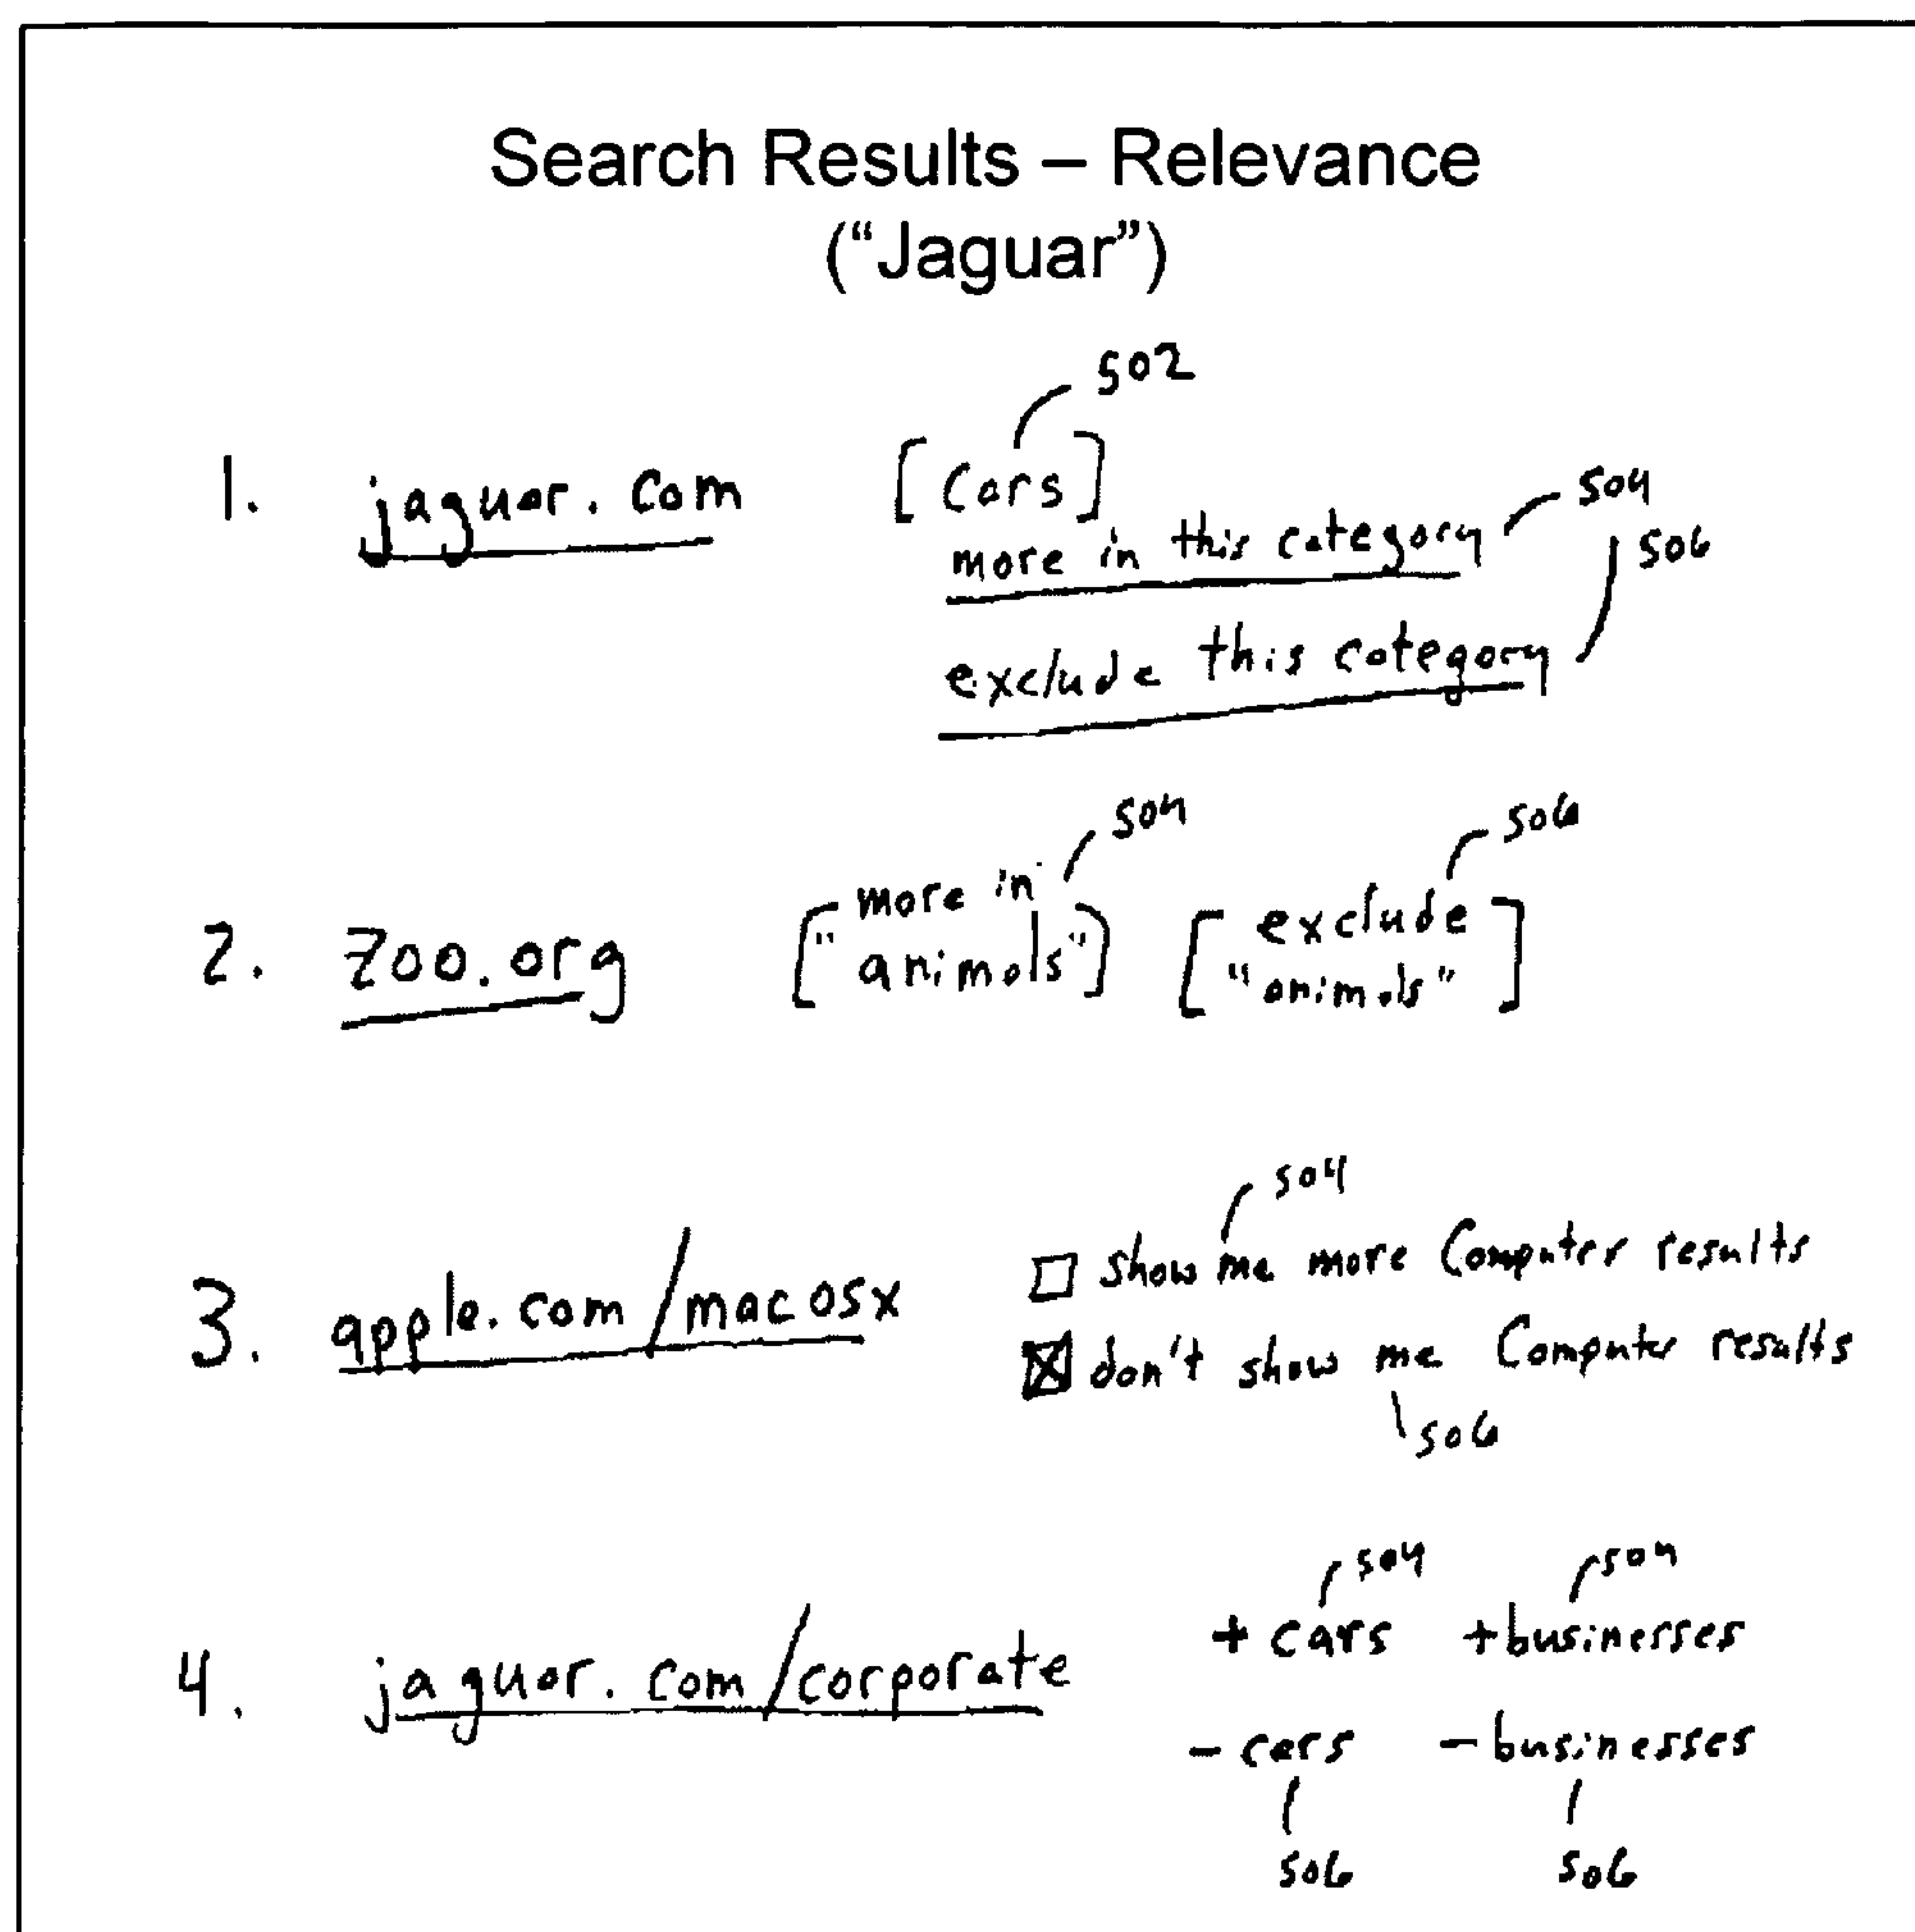 Search Results – Relevance
(“Jaguar”)
502
1. jaguar.com [Cars]
504
more in this category
506
exclude this category
504 506
2. zoo.org [more in "animals"] [exclude "animals"]
504
3. apple.com/macosx
show me more Computer results
don't show me Computer results
506
504 504
4. jaguar.com/corporate
+ cars +businesses
- cars - businesses
506 506